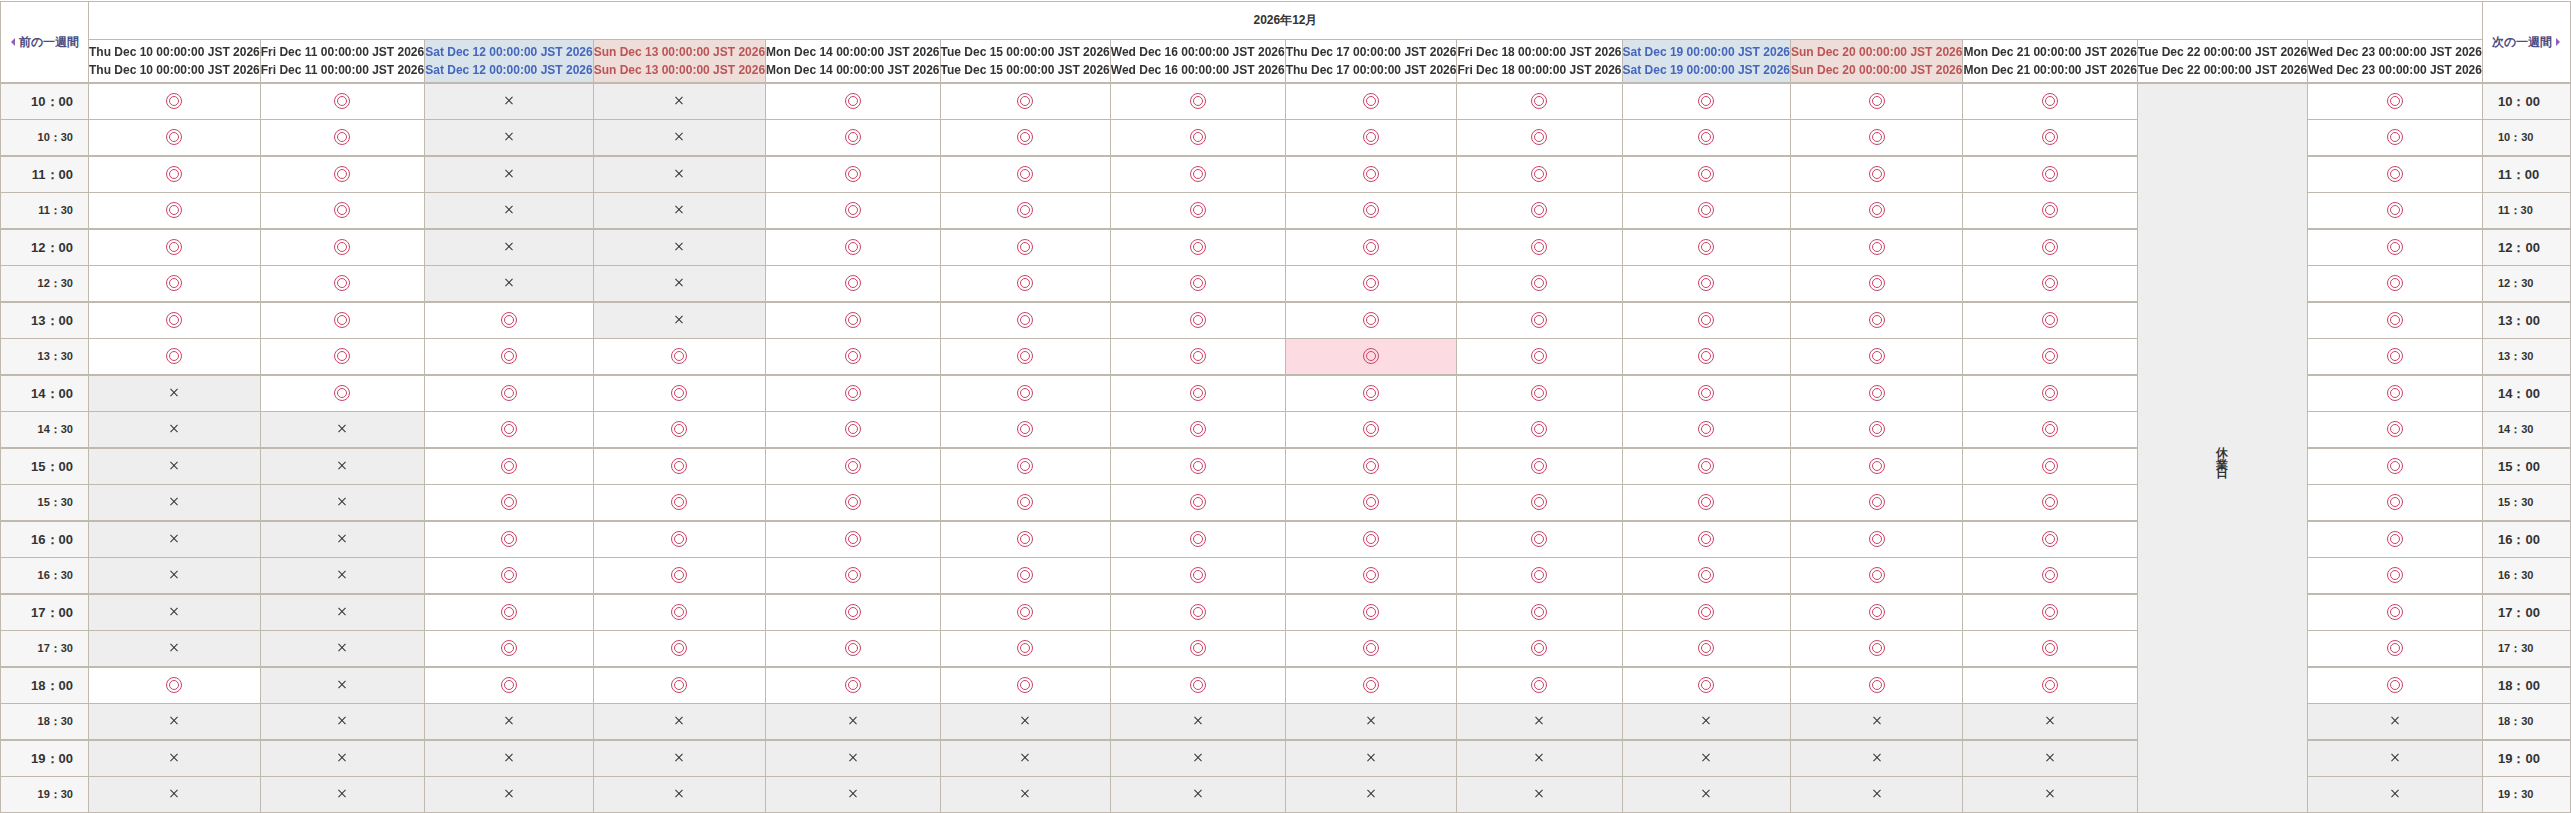 2026年12月
前の一週間
Thu Dec 10 00:00:00 JST 2026 Fri Dec 11 00:00:00 JST 2026 Sat Dec 12 00:00:00 JST 2026 Sun Dec 13 00:00:00 JST 2026 Mon Dec 14 00:00:00 JST 2026 Tue Dec 15 00:00:00 JST 2026 Wed Dec 16 00:00:00 JST 2026 Thu Dec 17 00:00:00 JST 2026 Fri Dec 18 00:00:00 JST 2026 Sat Dec 19 00:00:00 JST 2026 Sun Dec 20 00:00:00 JST 2026 Mon Dec 21 00:00:00 JST 2026 Tue Dec 22 00:00:00 JST 2026 Wed Dec 23 00:00:00 JST 2026
Thu Dec 10 00:00:00 JST 2026 Fri Dec 11 00:00:00 JST 2026 Sat Dec 12 00:00:00 JST 2026 Sun Dec 13 00:00:00 JST 2026 Mon Dec 14 00:00:00 JST 2026 Tue Dec 15 00:00:00 JST 2026 Wed Dec 16 00:00:00 JST 2026 Thu Dec 17 00:00:00 JST 2026 Fri Dec 18 00:00:00 JST 2026 Sat Dec 19 00:00:00 JST 2026 Sun Dec 20 00:00:00 JST 2026 Mon Dec 21 00:00:00 JST 2026 Tue Dec 22 00:00:00 JST 2026 Wed Dec 23 00:00:00 JST 2026
次の一週間
10：00 ◎ ◎ × × ◎ ◎ ◎ ◎ ◎ ◎ ◎ ◎ ◎ 10：00
10：30 ◎ ◎ × × ◎ ◎ ◎ ◎ ◎ ◎ ◎ ◎ ◎ 10：30
11：00 ◎ ◎ × × ◎ ◎ ◎ ◎ ◎ ◎ ◎ ◎ ◎ 11：00
11：30 ◎ ◎ × × ◎ ◎ ◎ ◎ ◎ ◎ ◎ ◎ ◎ 11：30
12：00 ◎ ◎ × × ◎ ◎ ◎ ◎ ◎ ◎ ◎ ◎ ◎ 12：00
12：30 ◎ ◎ × × ◎ ◎ ◎ ◎ ◎ ◎ ◎ ◎ ◎ 12：30
13：00 ◎ ◎ ◎ × ◎ ◎ ◎ ◎ ◎ ◎ ◎ ◎ ◎ 13：00
13：30 ◎ ◎ ◎ ◎ ◎ ◎ ◎ ◎ ◎ ◎ ◎ ◎ ◎ 13：30
14：00 × ◎ ◎ ◎ ◎ ◎ ◎ ◎ ◎ ◎ ◎ ◎ ◎ 14：00
14：30 × × ◎ ◎ ◎ ◎ ◎ ◎ ◎ ◎ ◎ ◎ ◎ 14：30
休業日
15：00 × × ◎ ◎ ◎ ◎ ◎ ◎ ◎ ◎ ◎ ◎ ◎ 15：00
15：30 × × ◎ ◎ ◎ ◎ ◎ ◎ ◎ ◎ ◎ ◎ ◎ 15：30
16：00 × × ◎ ◎ ◎ ◎ ◎ ◎ ◎ ◎ ◎ ◎ ◎ 16：00
16：30 × × ◎ ◎ ◎ ◎ ◎ ◎ ◎ ◎ ◎ ◎ ◎ 16：30
17：00 × × ◎ ◎ ◎ ◎ ◎ ◎ ◎ ◎ ◎ ◎ ◎ 17：00
17：30 × × ◎ ◎ ◎ ◎ ◎ ◎ ◎ ◎ ◎ ◎ ◎ 17：30
18：00 ◎ × ◎ ◎ ◎ ◎ ◎ ◎ ◎ ◎ ◎ ◎ ◎ 18：00
18：30 × × × × × × × × × × × × × 18：30
19：00 × × × × × × × × × × × × × 19：00
19：30 × × × × × × × × × × × × × 19：30